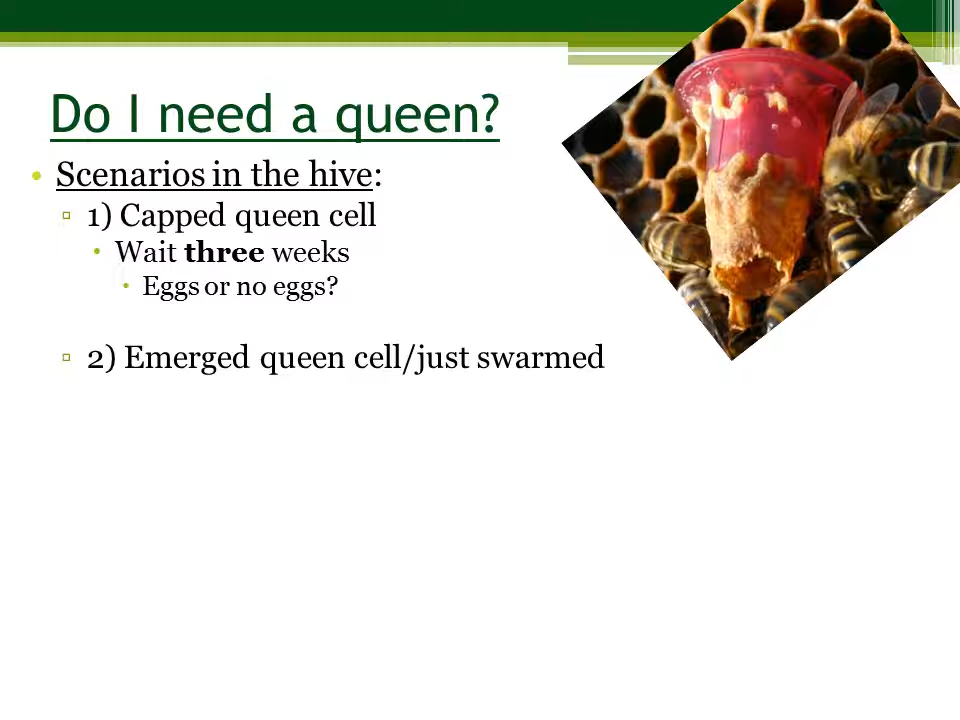 Do I need a queen?
• Scenarios in the hive:
▫ 1) Capped queen cell
• Wait three weeks
• Eggs or no eggs?
▫ 2) Emerged queen cell/just swarmed